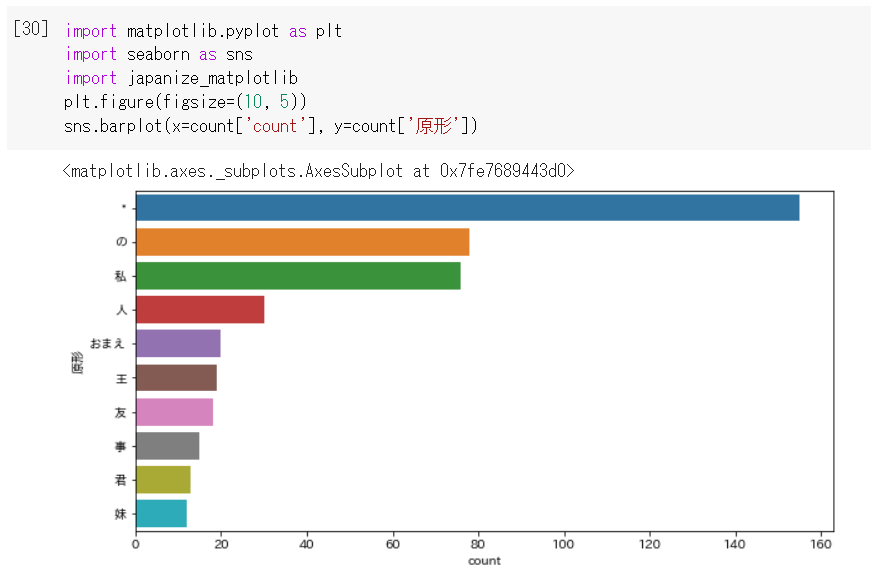 [30] import matplotlib.pyplot as plt
import seaborn as sns
import japanize_matplotlib
plt.figure(figsize=(10, 5))
sns.barplot(x=count['count'], y=count['原形'])
<matplotlib.axes._subplots.AxesSubplot at 0x7fe7689443d0>
*
の
私
人
おまえ
原形
王
友
事
君
妹
0 20 40 60 80 100 120 140 160
count